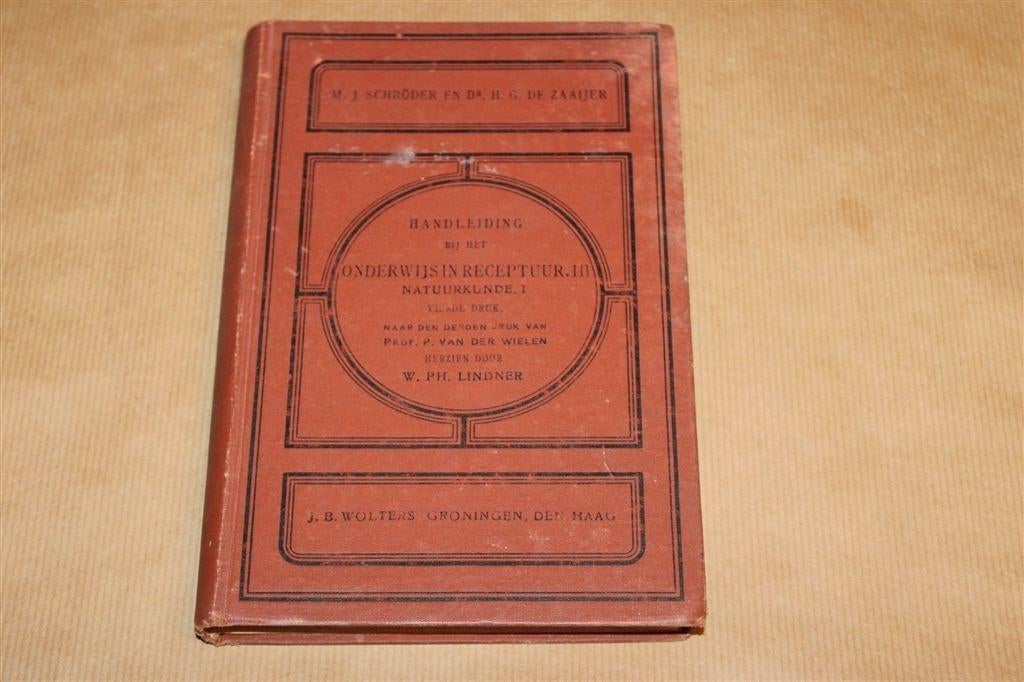 M. J. SCHRÖDER EN DR. H. G. DE ZAAIJER
HANDLEIDING
BIJ HET
ONDERWIJS IN RECEPTUUR. III
NATUURKUNDE. I
VIERDE DRUK,
NAAR DEN DERDEN DRUK VAN
PROF. P. VAN DER WIELEN
HERZIEN DOOR
W. PH. LINDNER
J. B. WOLTERS GRONINGEN, DEN HAAG